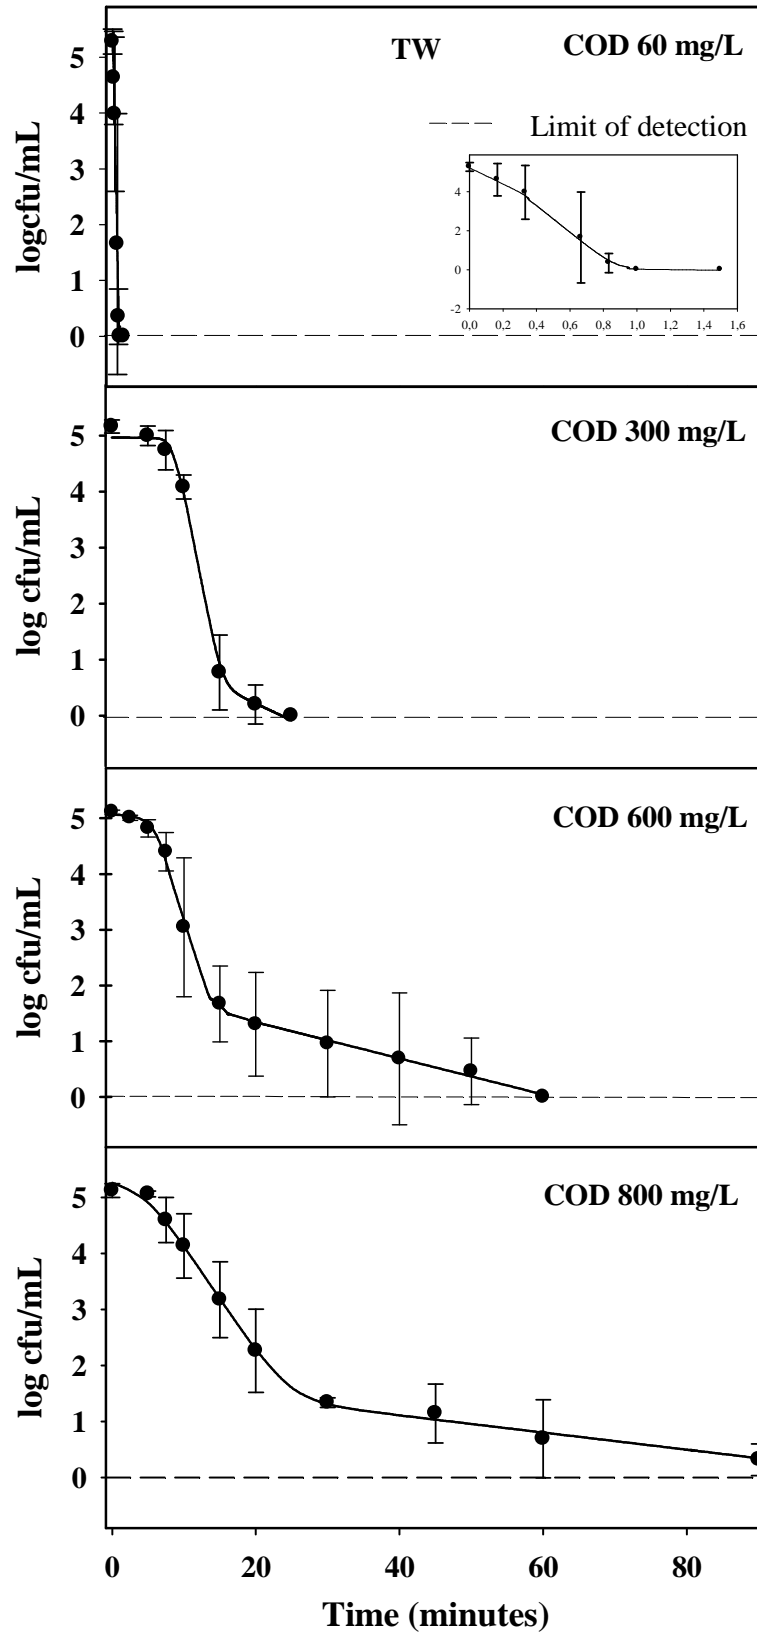 TW COD 60 mg/L
Limit of detection
5
4
3
2
1
0
logcfu/mL
4
2
0
-2
0,0 0,2 0,4 0,6 0,8 1,0 1,2 1,4 1,6
COD 300 mg/L
5
4
3
2
1
0
log cfu/mL
COD 600 mg/L
5
4
3
2
1
0
log cfu/mL
COD 800 mg/L
5
4
3
2
1
0
log cfu/mL
0 20 40 60 80
Time (minutes)